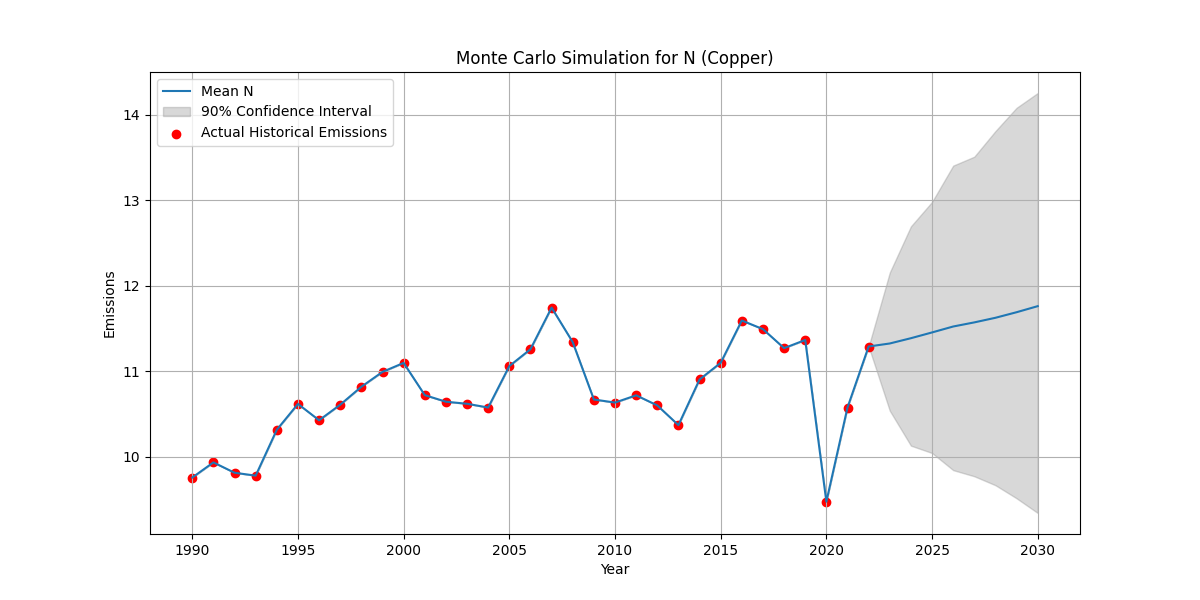 Monte Carlo Simulation for N (Copper)
Mean N
90% Confidence Interval
Actual Historical Emissions
14
13
12
11
10
Emissions
1990 1995 2000 2005 2010 2015 2020 2025 2030
Year